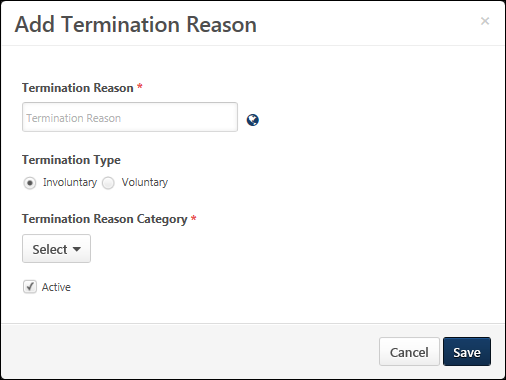 Add Termination Reason ×
Termination Reason *
Termination Reason
Termination Type
Involuntary Voluntary
Termination Reason Category *
Select
Active
Cancel Save